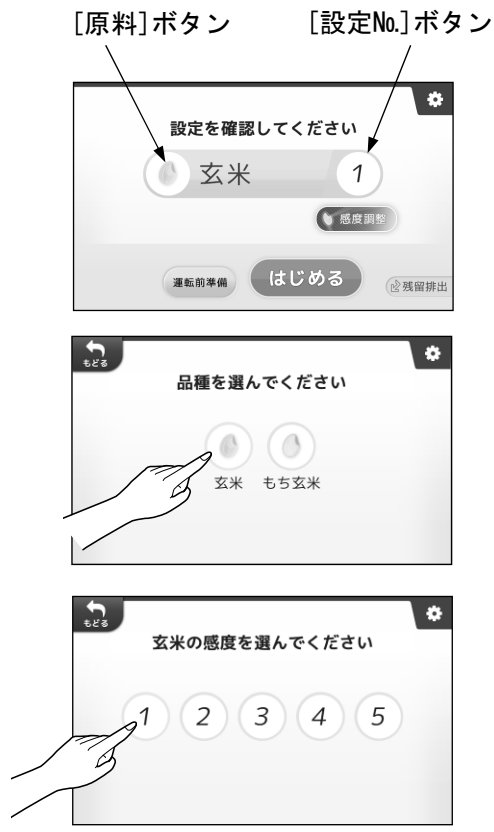 [原料]ボタン
[設定№]ボタン
設定を確認してください
玄米
1
感度調整
運転前準備
はじめる
残留排出
もどる
品種を選んでください
玄米
もち玄米
もどる
玄米の感度を選んでください
1 2 3 4 5